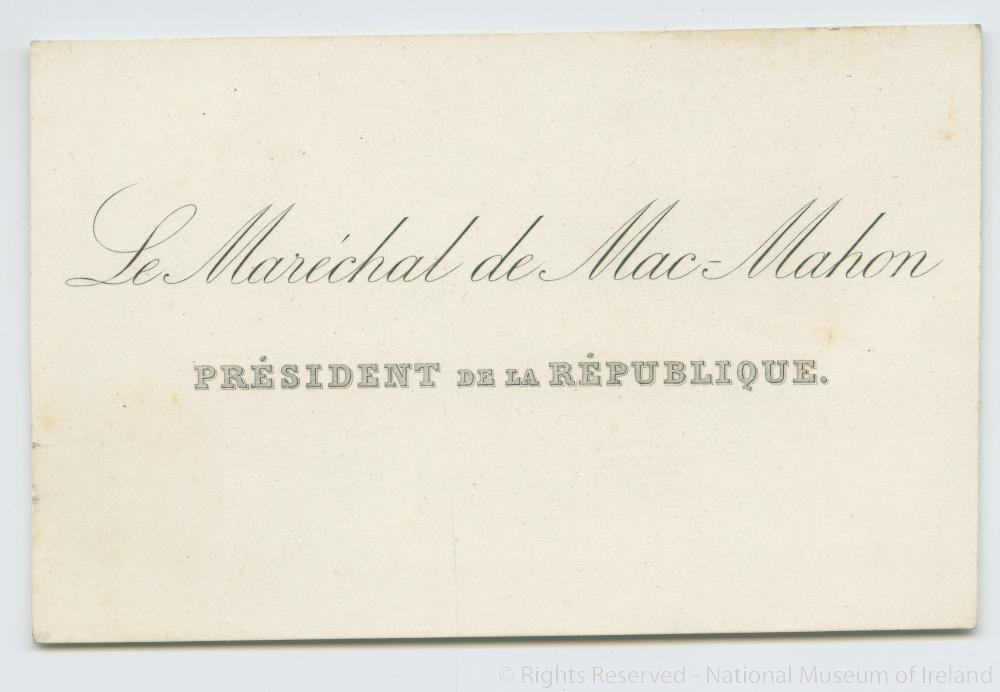 Le Maréchal de Mac-Mahon
PRÉSIDENT DE LA RÉPUBLIQUE.
© Rights Reserved - National Museum of Ireland